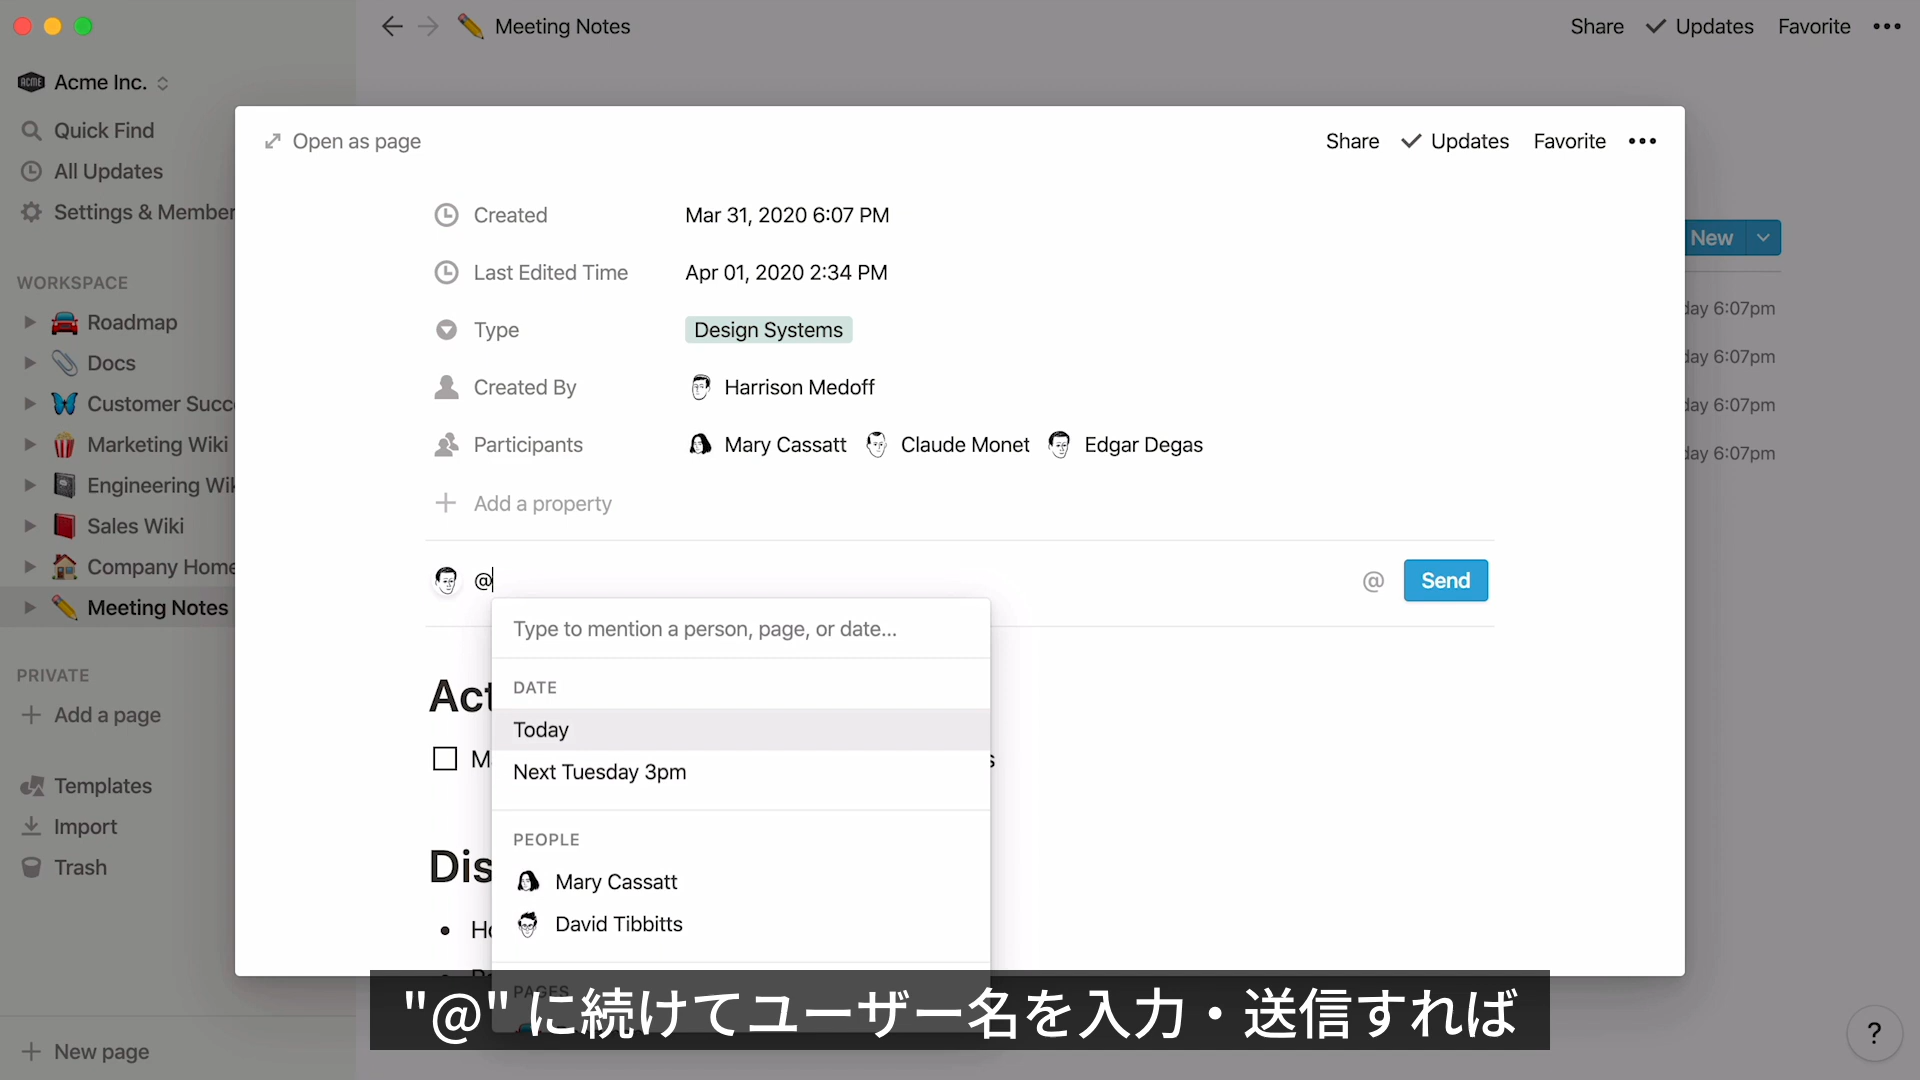 Meeting Notes
Share
Updates
Favorite
ACME
Acme Inc.
Quick Find
All Updates
Settings & Member
WORKSPACE
Roadmap
Docs
Customer Succ
Marketing Wiki
Engineering Wik
Sales Wiki
Company Home
Meeting Notes
PRIVATE
Add a page
Templates
Import
Trash
New page
Open as page
Share
Updates
Favorite
Created
Mar 31, 2020 6:07 PM
Last Edited Time
Apr 01, 2020 2:34 PM
Type
Design Systems
Created By
Harrison Medoff
Participants
Mary Cassatt
Claude Monet
Edgar Degas
Add a property
@
@
Send
Type to mention a person, page, or date...
DATE
Today
Next Tuesday 3pm
PEOPLE
Mary Cassatt
David Tibbitts
PAGES
Act
M
s
Dis
Ho
New
day 6:07pm
day 6:07pm
day 6:07pm
day 6:07pm
"@" に続けてユーザー名を入力・送信すれば
?